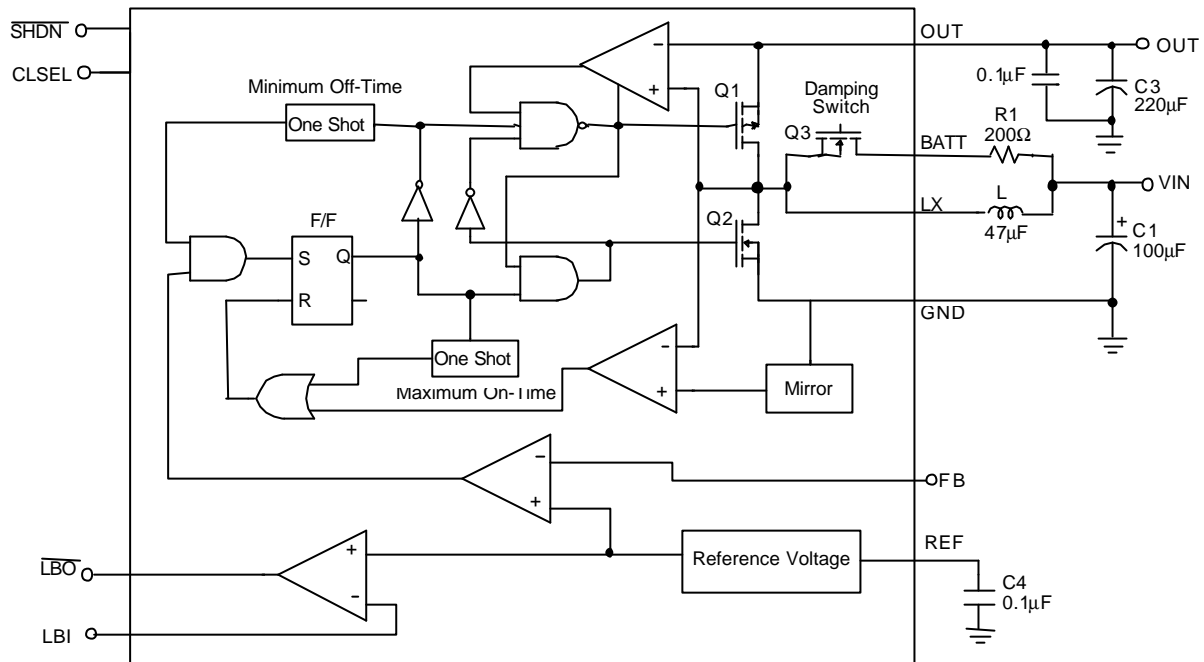 SHDN
CLSEL
OUT
OUT
0.1µF
C3
220µF
Minimum Off-Time
One Shot
Q1
Damping
Switch
Q3
R1
200Ω
BATT
VIN
F/F
S
Q
R
Q2
LX
L
47µF
C1
100µF
GND
One Shot
Maximum On-Time
Mirror
FB
REF
Reference Voltage
C4
0.1µF
LBO
LBI
-
+
-
+
-
+
+
-
+